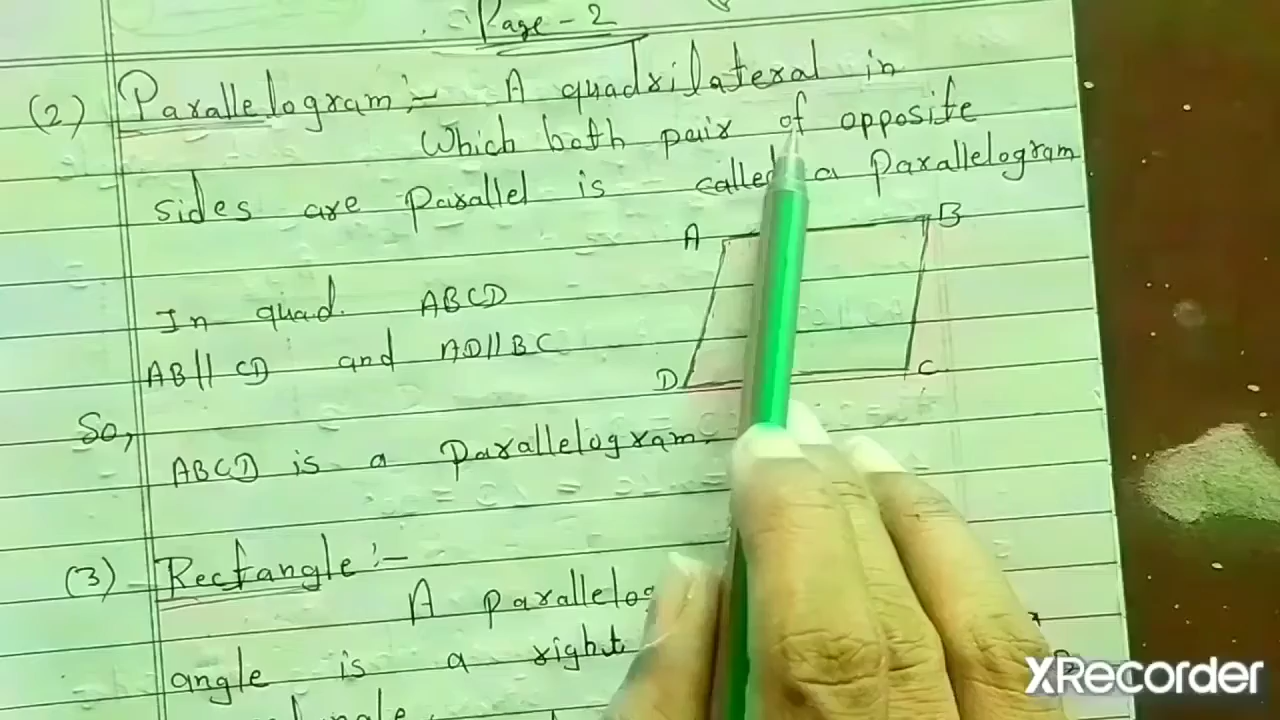 Page - 2
(2) Parallelogram :- A quadrilateral in
Which both pair of opposite
sides are parallel is called a parallelogram
A B
In quad. ABCD
AB// CD and AD//BC
D C
So,
ABCD is a parallelogram.
(3) Rectangle :-
A
angle is a right
XRecorder